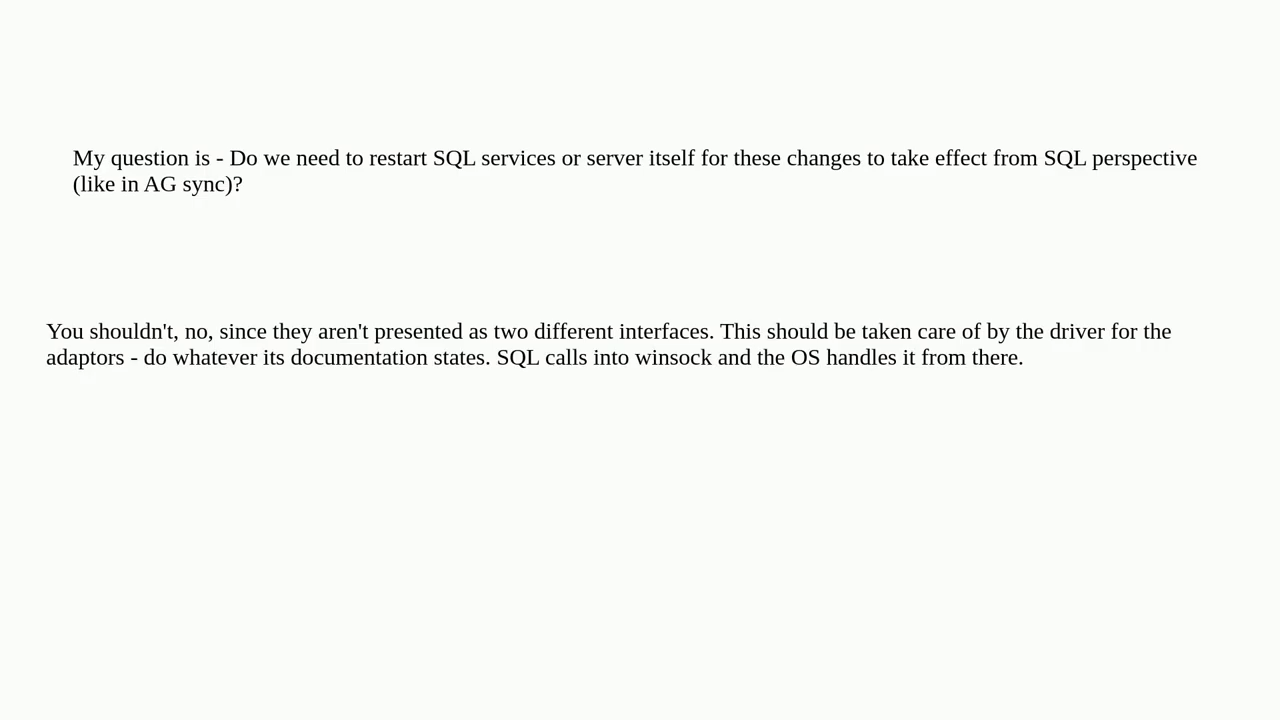 My question is - Do we need to restart SQL services or server itself for these changes to take effect from SQL perspective
(like in AG sync)?
You shouldn't, no, since they aren't presented as two different interfaces. This should be taken care of by the driver for the
adaptors - do whatever its documentation states. SQL calls into winsock and the OS handles it from there.